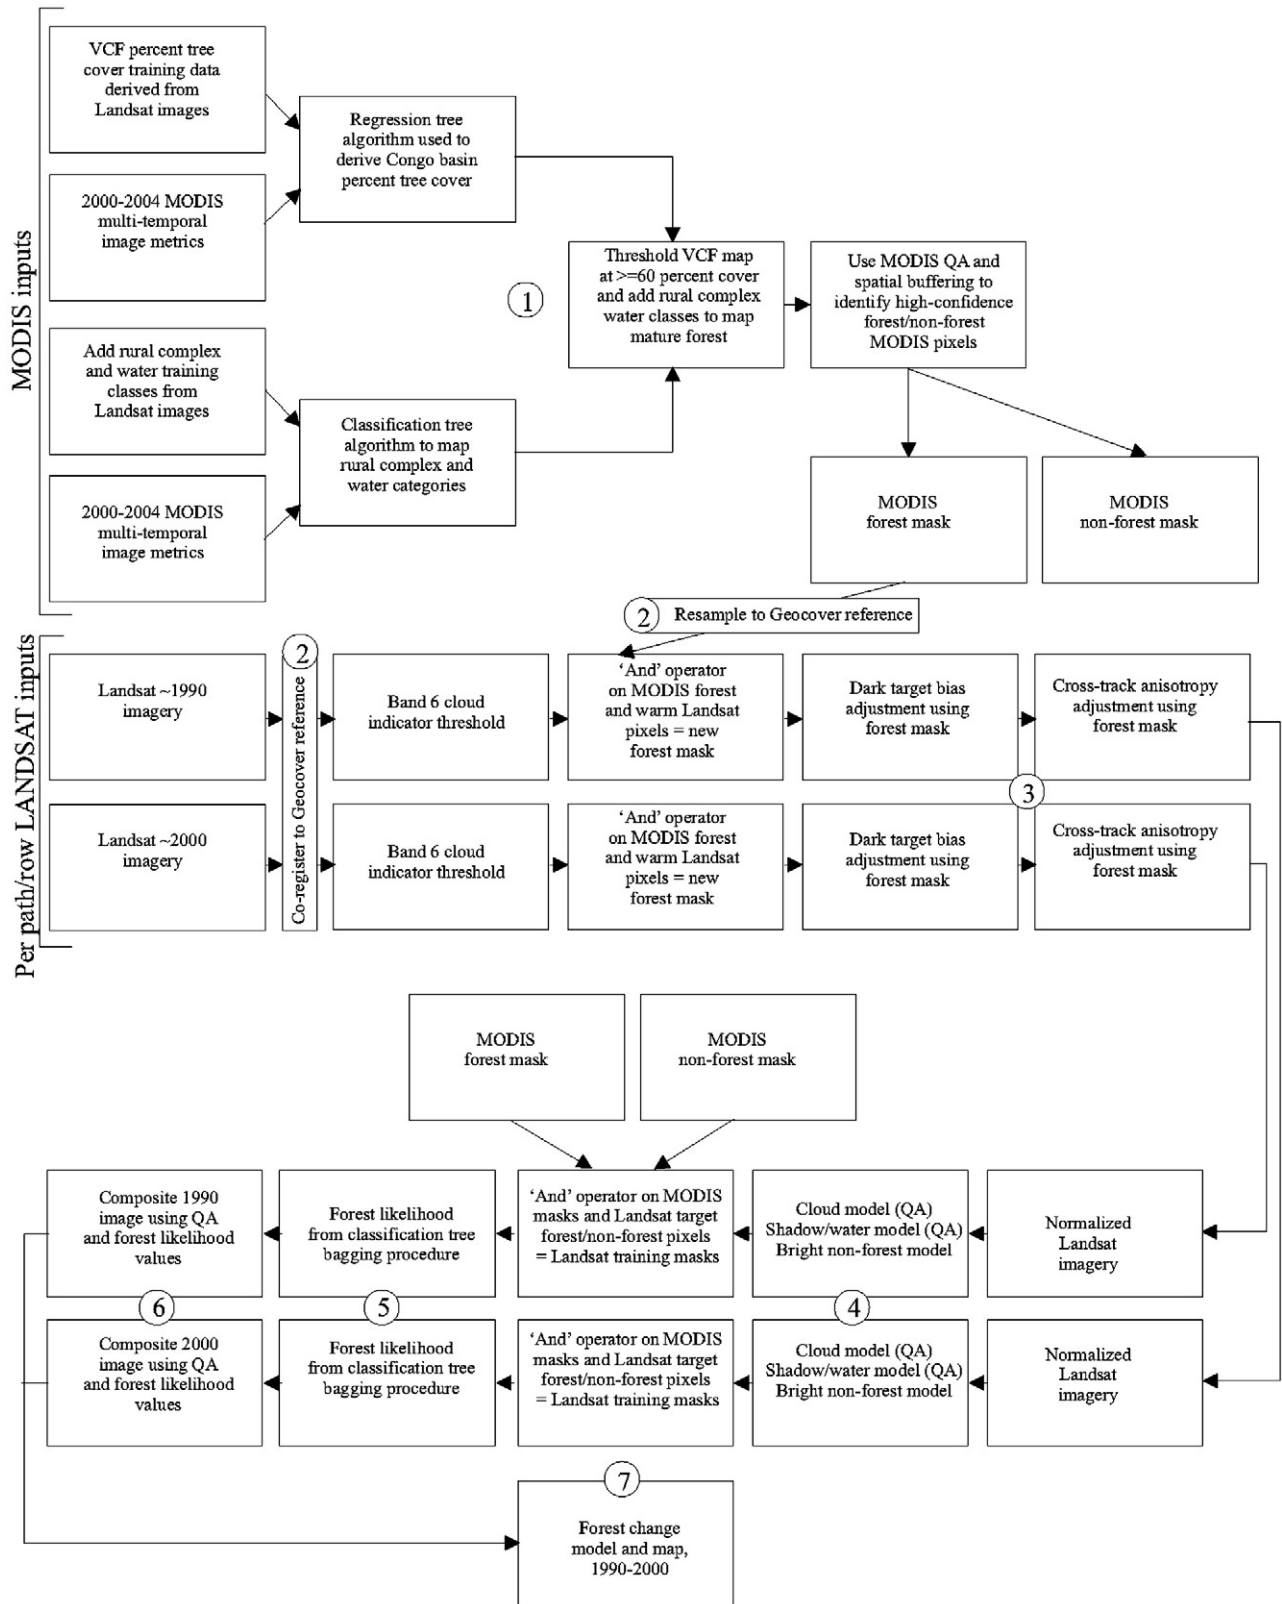 MODIS inputs
VCF percent tree
cover training data
derived from
Landsat images
2000-2004 MODIS
multi-temporal
image metrics
Regression tree
algorithm used to
derive Congo basin
percent tree cover
Add rural complex
and water training
classes from
Landsat images
2000-2004 MODIS
multi-temporal
image metrics
Classification tree
algorithm to map
rural complex and
water categories
1
Threshold VCF map
at >=60 percent cover
and add rural complex
water classes to map
mature forest
Use MODIS QA and
spatial buffering to
identify high-confidence
forest/non-forest
MODIS pixels
MODIS
forest mask
MODIS
non-forest mask
2
Resample to Geocover reference
Per path/row LANDSAT inputs
Landsat ~1990
imagery
2
Co-register to Geocover reference
Band 6 cloud
indicator threshold
‘And’ operator
on MODIS forest
and warm Landsat
pixels = new
forest mask
Dark target bias
adjustment using
forest mask
Cross-track anisotropy
adjustment using
forest mask
3
Landsat ~2000
imagery
Band 6 cloud
indicator threshold
‘And’ operator
on MODIS forest
and warm Landsat
pixels = new
forest mask
Dark target bias
adjustment using
forest mask
Cross-track anisotropy
adjustment using
forest mask
MODIS
forest mask
MODIS
non-forest mask
Composite 1990
image using QA
and forest likelihood
values
Forest likelihood
from classification tree
bagging procedure
‘And’ operator on MODIS
masks and Landsat target
forest/non-forest pixels
= Landsat training masks
Cloud model (QA)
Shadow/water model (QA)
Bright non-forest model
Normalized
Landsat
imagery
6
5
4
Composite 2000
image using QA
and forest likelihood
values
Forest likelihood
from classification tree
bagging procedure
‘And’ operator on MODIS
masks and Landsat target
forest/non-forest pixels
= Landsat training masks
Cloud model (QA)
Shadow/water model (QA)
Bright non-forest model
Normalized
Landsat
imagery
7
Forest change
model and map,
1990-2000